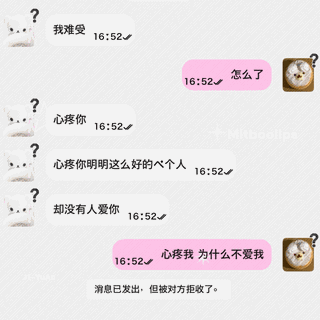 我难受 16:52
怎么了 16:52
心疼你 16:52
心疼你明明这么好的ペ个人 16:52
却没有人爱你 16:52
心疼我 为什么不爱我 16:52
消息已发出，但被对方拒收了。